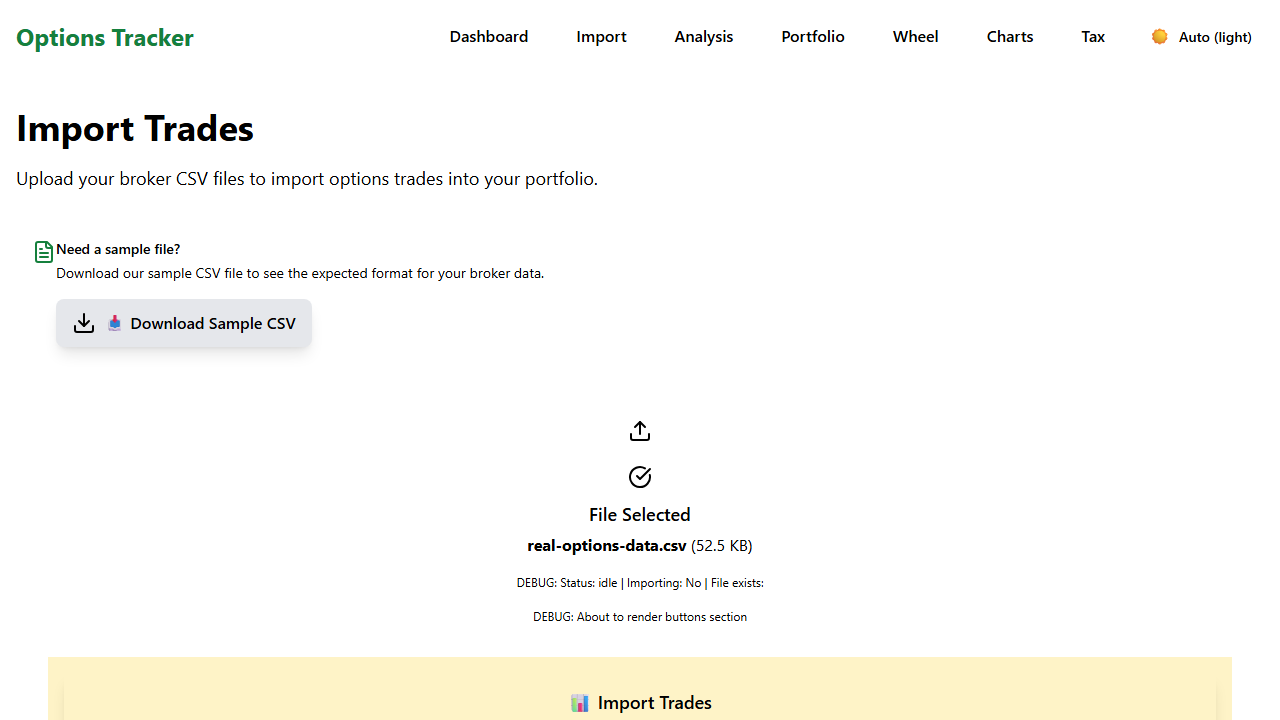 Options Tracker
Dashboard
Import
Analysis
Portfolio
Wheel
Charts
Tax
Auto (light)
Import Trades
Upload your broker CSV files to import options trades into your portfolio.
Need a sample file?
Download our sample CSV file to see the expected format for your broker data.
Download Sample CSV
File Selected
real-options-data.csv (52.5 KB)
DEBUG: Status: idle | Importing: No | File exists:
DEBUG: About to render buttons section
Import Trades